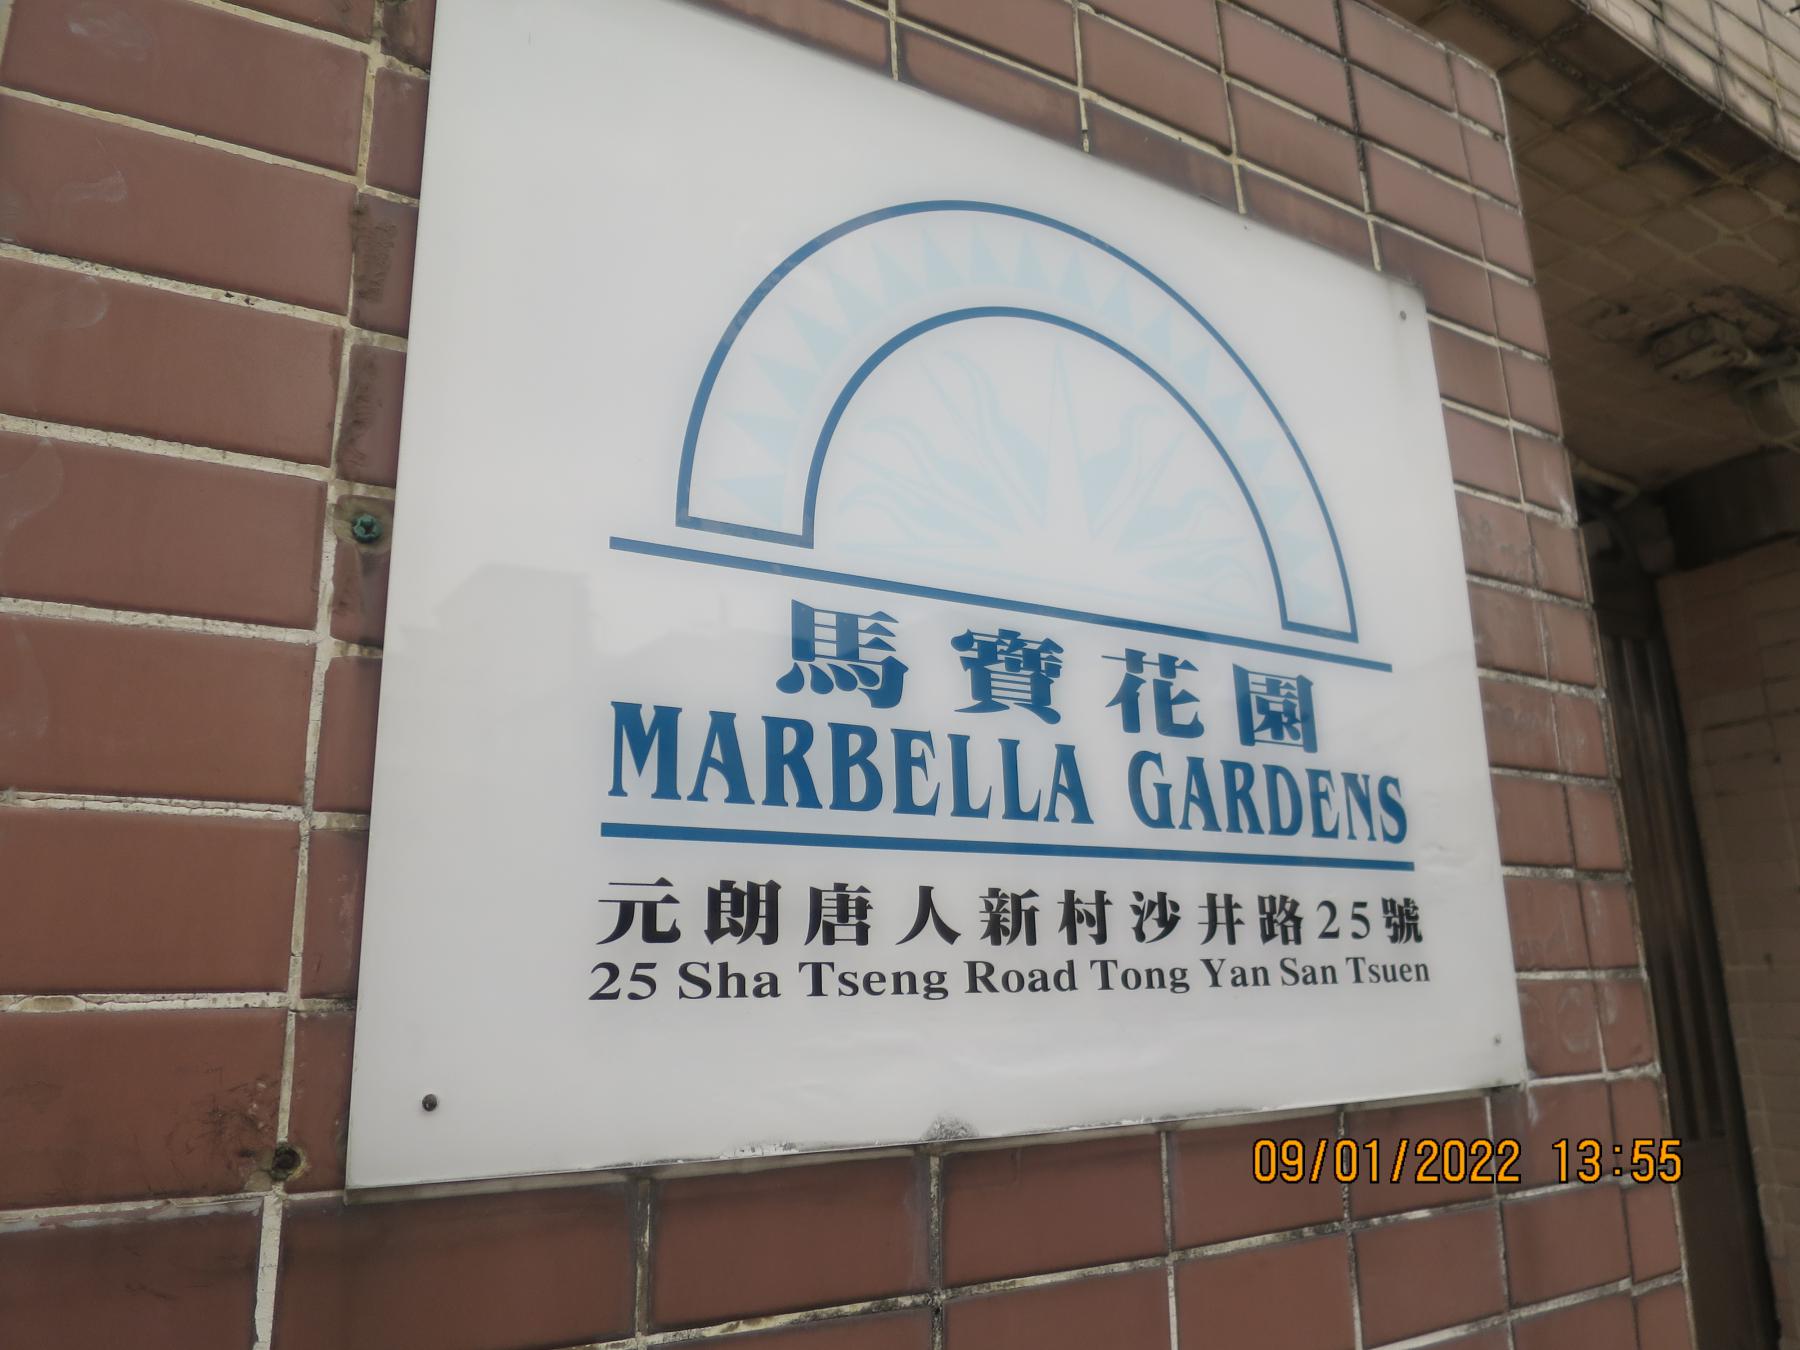 馬寶花園
MARBELLA GARDENS
元朗唐人新村沙井路25號
25 Sha Tseng Road Tong Yan San Tsuen
09/01/2022 13:55